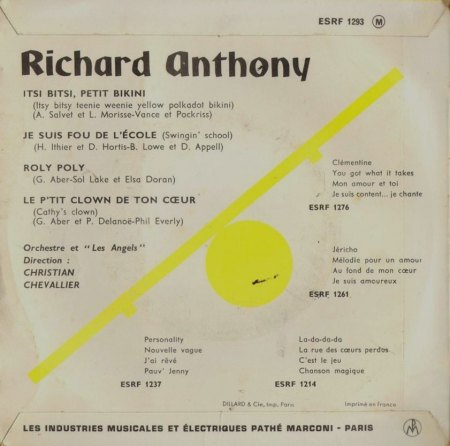 ESRF 1293 M
Richard Anthony
ITSI BITSI, PETIT BIKINI
(Itsy bitsy teenie weenie yellow polkadot bikini)
(A. Salvet et L. Morisse-Vance et Pockriss)
JE SUIS FOU DE L'ÉCOLE (Swingin' school)
(H. Ithier et D. Hortis-B. Lowe et D. Appell)
ROLY POLY
(G. Aber-Sol Lake et Elsa Doran)
LE P'TIT CLOWN DE TON CŒUR
(Cathy's clown)
(G. Aber et P. Delanoë-Phil Everly)
Orchestre et "Les Angels"
Direction :
CHRISTIAN
CHEVALLIER
Clémentine
You got what it takes
Mon amour et toi
Je suis content... je chante
ESRF 1276
Jéricho
Mélodie pour un amour
Au fond de mon cœur
Je suis amoureux
ESRF 1261
Personality
Nouvelle vague
J'ai rêvé
Pauv' Jenny
ESRF 1237
La-do-da-da
La rue des cœurs perdos
C'est le jeu
Chanson magique
ESRF 1214
DILLARD & Cie, Imp. Paris. Imprimé en France
LES INDUSTRIES MUSICALES ET ÉLECTRIQUES PATHÉ MARCONI - PARIS